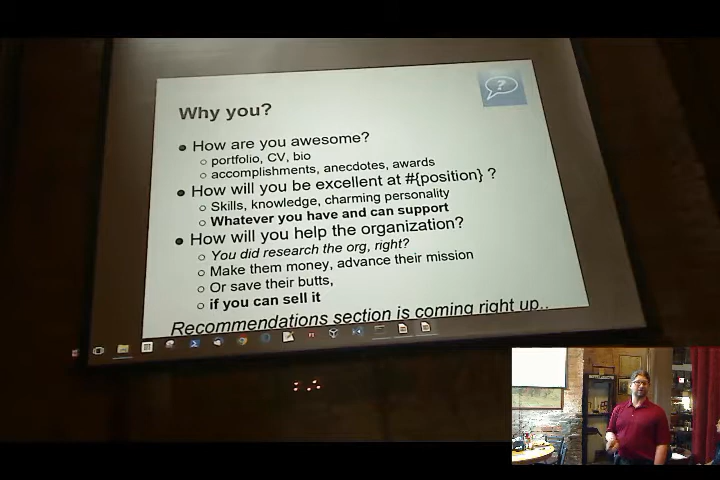 Why you?
How are you awesome?
portfolio, CV, bio
accomplishments, anecdotes, awards
How will you be excellent at #{position} ?
Skills, knowledge, charming personality
Whatever you have and can support
How will you help the organization?
You did research the org, right?
Make them money, advance their mission
Or save their butts,
if you can sell it
Recommendations section is coming right up..